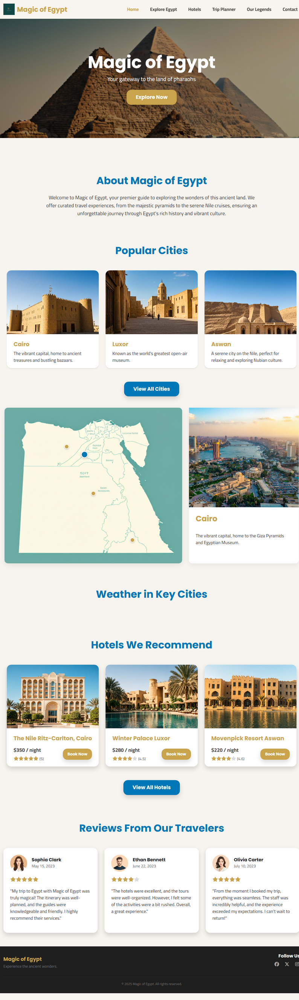 Magic of Egypt
Home
Explore Egypt
Hotels
Trip Planner
Our Legends
Contact
Magic of Egypt
Your gateway to the land of pharaohs
Explore Now
About Magic of Egypt
Welcome to Magic of Egypt, your premier guide to exploring the wonders of this ancient land. We
offer curated travel experiences, from the majestic pyramids to the serene Nile cruises, ensuring an
unforgettable journey through Egypt's rich history and vibrant culture.
Popular Cities
Cairo
The vibrant capital, home to ancient
treasures and bustling bazaars.
Luxor
Known as the world's greatest open-air
museum.
Aswan
A serene city on the Nile, perfect for
relaxing and exploring Nubian culture.
View All Cities
Cairo
The vibrant capital, home to the Giza Pyramids
and Egyptian Museum.
Weather in Key Cities
Hotels We Recommend
The Nile Ritz-Carlton, Cairo
$350 / night
(5)
Book Now
Winter Palace Luxor
$280 / night
(4.5)
Book Now
Movenpick Resort Aswan
$220 / night
(4.6)
Book Now
View All Hotels
Reviews From Our Travelers
Sophia Clark
May 15, 2023
"My trip to Egypt with Magic of Egypt was
truly magical! The itinerary was well-
planned, and the guides were
knowledgeable and friendly. I highly
recommend their services."
Ethan Bennett
June 22, 2023
"The hotels were excellent, and the tours
were well-organized. However, I felt some
of the activities were a bit rushed. Overall,
a great experience."
Olivia Carter
July 10, 2023
"From the moment I booked my trip,
everything was seamless. The staff was
incredibly helpful, and the experience
exceeded my expectations. I can't wait to
return!"
Magic of Egypt
Experience the ancient wonders.
Follow Us
© 2025 Magic of Egypt. All rights reserved.